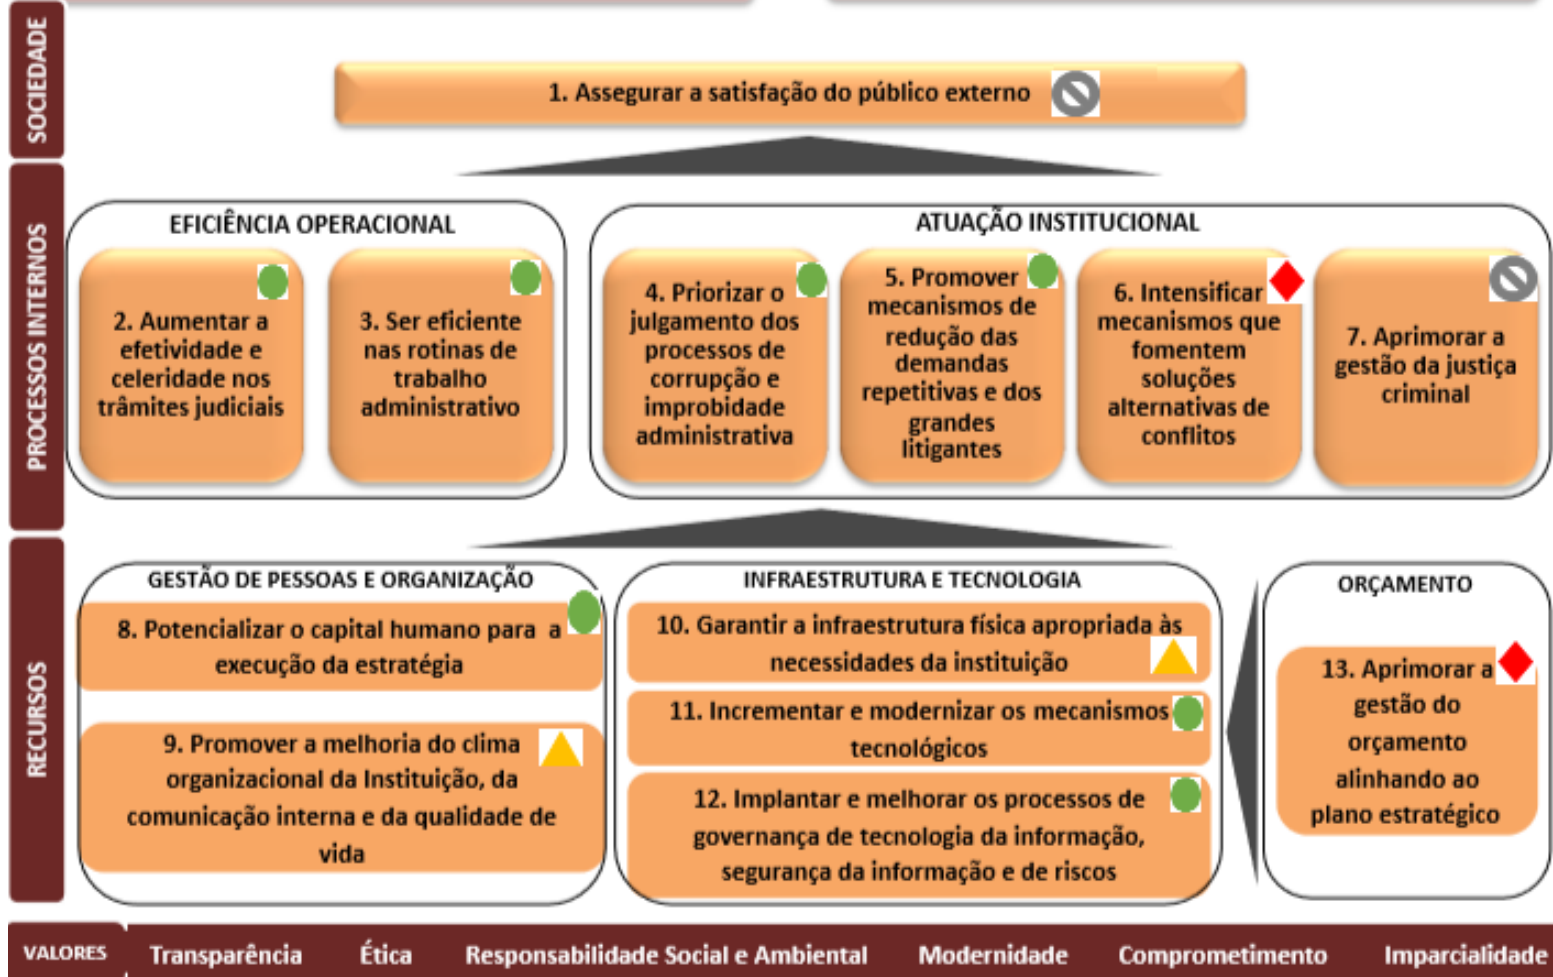 SOCIEDADE
1. Assegurar a satisfação do público externo
PROCESSOS INTERNOS
EFICIÊNCIA OPERACIONAL
2. Aumentar a
efetividade e
celeridade nos
trâmites judiciais
3. Ser eficiente
nas rotinas de
trabalho
administrativo
ATUAÇÃO INSTITUCIONAL
4. Priorizar o
julgamento dos
processos de
corrupção e
improbidade
administrativa
5. Promover
mecanismos de
redução das
demandas
repetitivas e dos
grandes
litigantes
6. Intensificar
mecanismos que
fomentem
soluções
alternativas de
conflitos
7. Aprimorar a
gestão da justiça
criminal
RECURSOS
GESTÃO DE PESSOAS E ORGANIZAÇÃO
8. Potencializar o capital humano para a
execução da estratégia
9. Promover a melhoria do clima
organizacional da Instituição, da
comunicação interna e da qualidade de
vida
INFRAESTRUTURA E TECNOLOGIA
10. Garantir a infraestrutura física apropriada às
necessidades da instituição
11. Incrementar e modernizar os mecanismos
tecnológicos
12. Implantar e melhorar os processos de
governança de tecnologia da informação,
segurança da informação e de riscos
ORÇAMENTO
13. Aprimorar a
gestão do
orçamento
alinhando ao
plano estratégico
VALORES Transparência Ética Responsabilidade Social e Ambiental Modernidade Comprometimento Imparcialidade